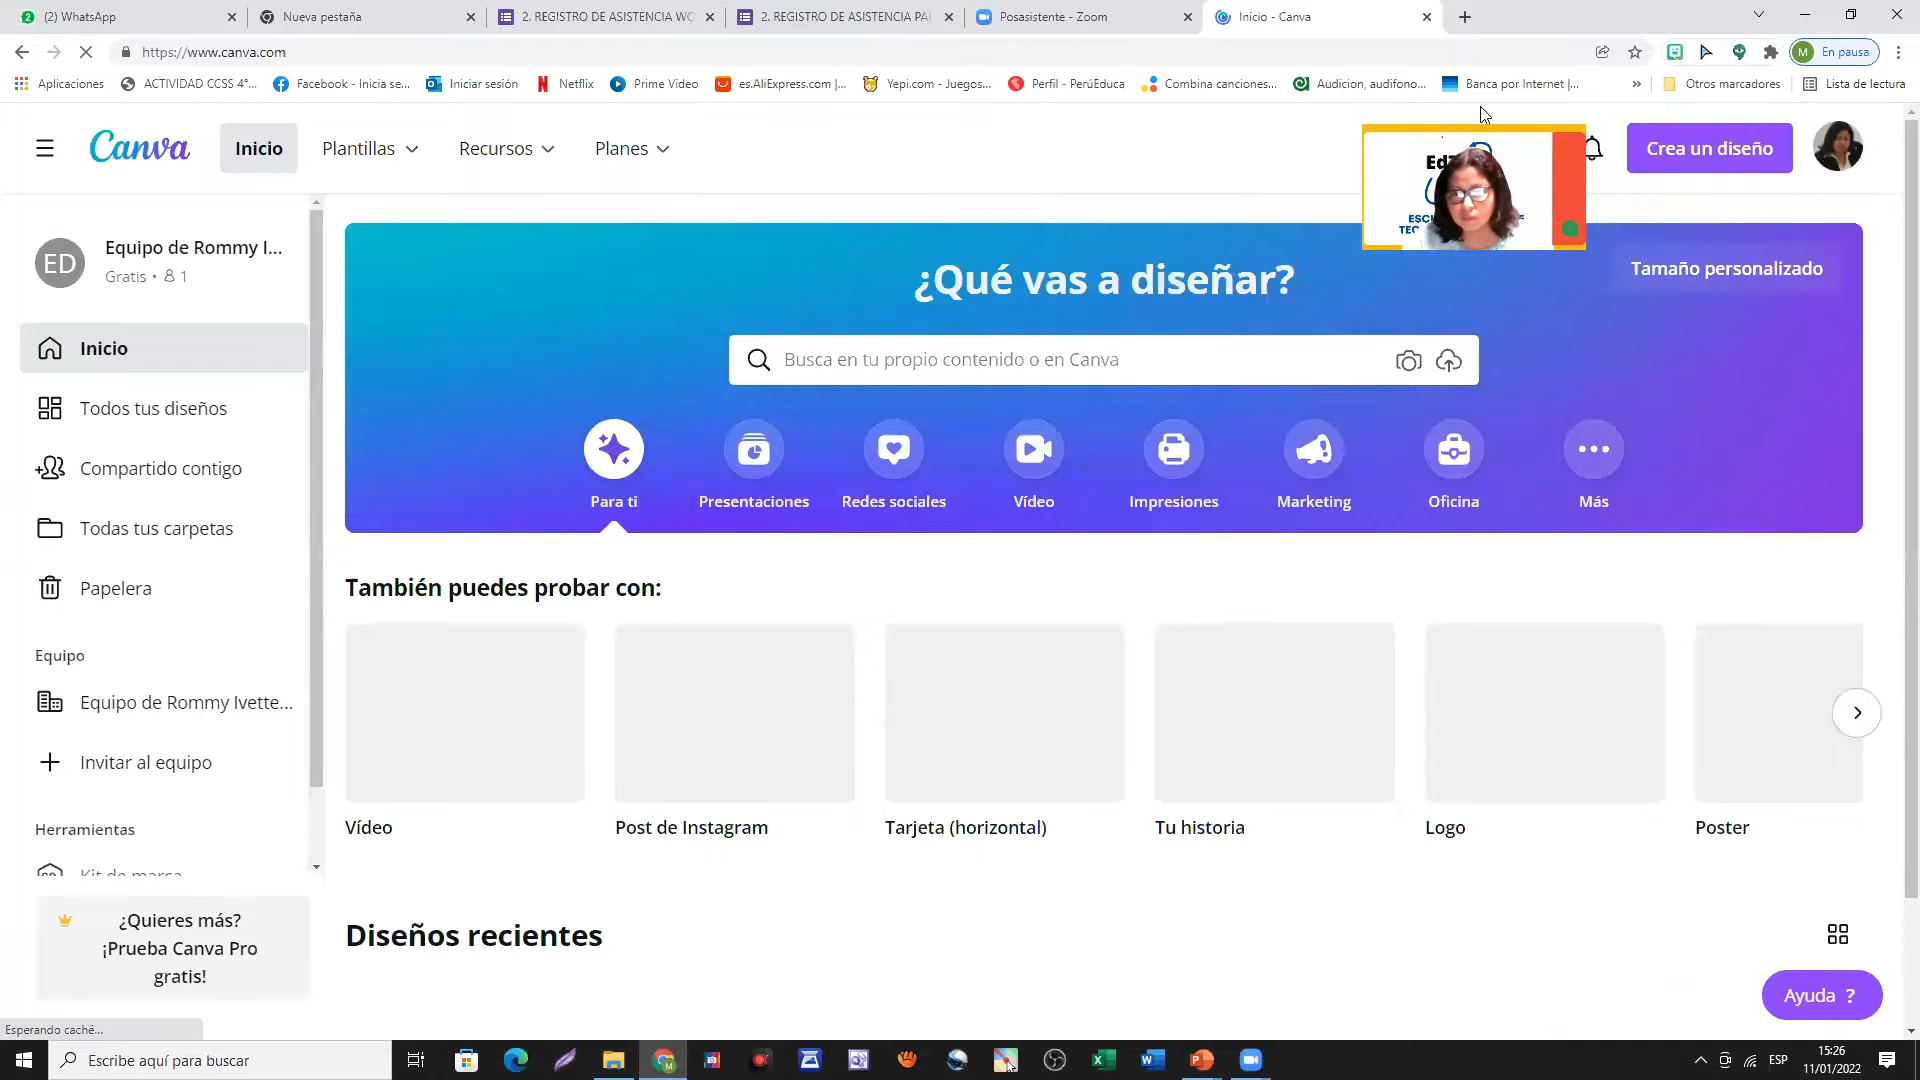 (2) WhatsApp
Nueva pestaña
2. REGISTRO DE ASISTENCIA WO
2. REGISTRO DE ASISTENCIA PAI
Posasistente - Zoom
Inicio - Canva
https://www.canva.com
M
En pausa
Aplicaciones
ACTIVIDAD CCSS 4°...
Facebook - Inicia se...
Iniciar sesión
Netflix
Prime Video
es.AliExpress.com |...
Yepi.com - Juegos...
Perfil - PerúEduca
Combina canciones...
Audicion, audifono...
Banca por Internet |...
»
Otros marcadores
Lista de lectura
Canva
Inicio
Plantillas
Recursos
Planes
Crea un diseño
ED
Equipo de Rommy I...
Gratis • 1
Inicio
Todos tus diseños
Compartido contigo
Todas tus carpetas
Papelera
Equipo
Equipo de Rommy Ivette...
Invitar al equipo
Herramientas
Kit de marca
¿Quieres más?
¡Prueba Canva Pro
gratis!
¿Qué vas a diseñar?
Tamaño personalizado
Busca en tu propio contenido o en Canva
Para ti
Presentaciones
Redes sociales
Vídeo
Impresiones
Marketing
Oficina
Más
También puedes probar con:
Vídeo
Post de Instagram
Tarjeta (horizontal)
Tu historia
Logo
Poster
Diseños recientes
Ayuda ?
Esperando caché...
Escribe aquí para buscar
ESP
15:26
11/01/2022